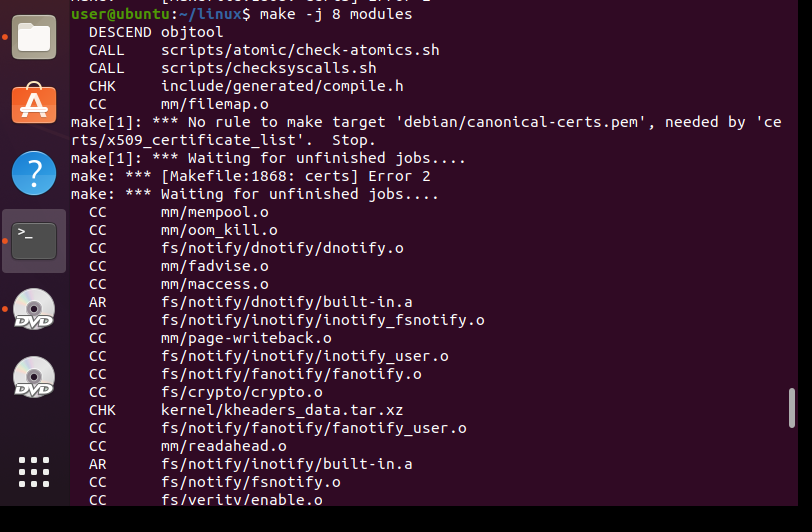 user@ubuntu:~/linux$ make -j 8 modules
DESCEND objtool
CALL scripts/atomic/check-atomics.sh
CALL scripts/checksyscalls.sh
CHK include/generated/compile.h
CC mm/filemap.o
make[1]: *** No rule to make target 'debian/canonical-certs.pem', needed by 'ce
rts/x509_certificate_list'.  Stop.
make[1]: *** Waiting for unfinished jobs....
make: *** [Makefile:1868: certs] Error 2
make: *** Waiting for unfinished jobs....
CC mm/mempool.o
CC mm/oom_kill.o
CC fs/notify/dnotify/dnotify.o
CC mm/fadvise.o
CC mm/maccess.o
AR fs/notify/dnotify/built-in.a
CC fs/notify/inotify/inotify_fsnotify.o
CC mm/page-writeback.o
CC fs/notify/inotify/inotify_user.o
CC fs/notify/fanotify/fanotify.o
CC fs/crypto/crypto.o
CHK kernel/kheaders_data.tar.xz
CC fs/notify/fanotify/fanotify_user.o
CC mm/readahead.o
AR fs/notify/inotify/built-in.a
CC fs/notify/fsnotify.o
CC fs/verity/enable.o
>_
DVD
DVD